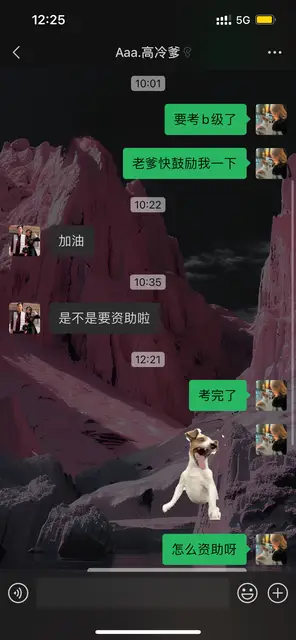 12:25
5G
Aaa.高冷爹
10:01
要考b级了
老爹快鼓励我一下
10:22
加油
10:35
是不是要资助啦
12:21
考完了
怎么资助呀